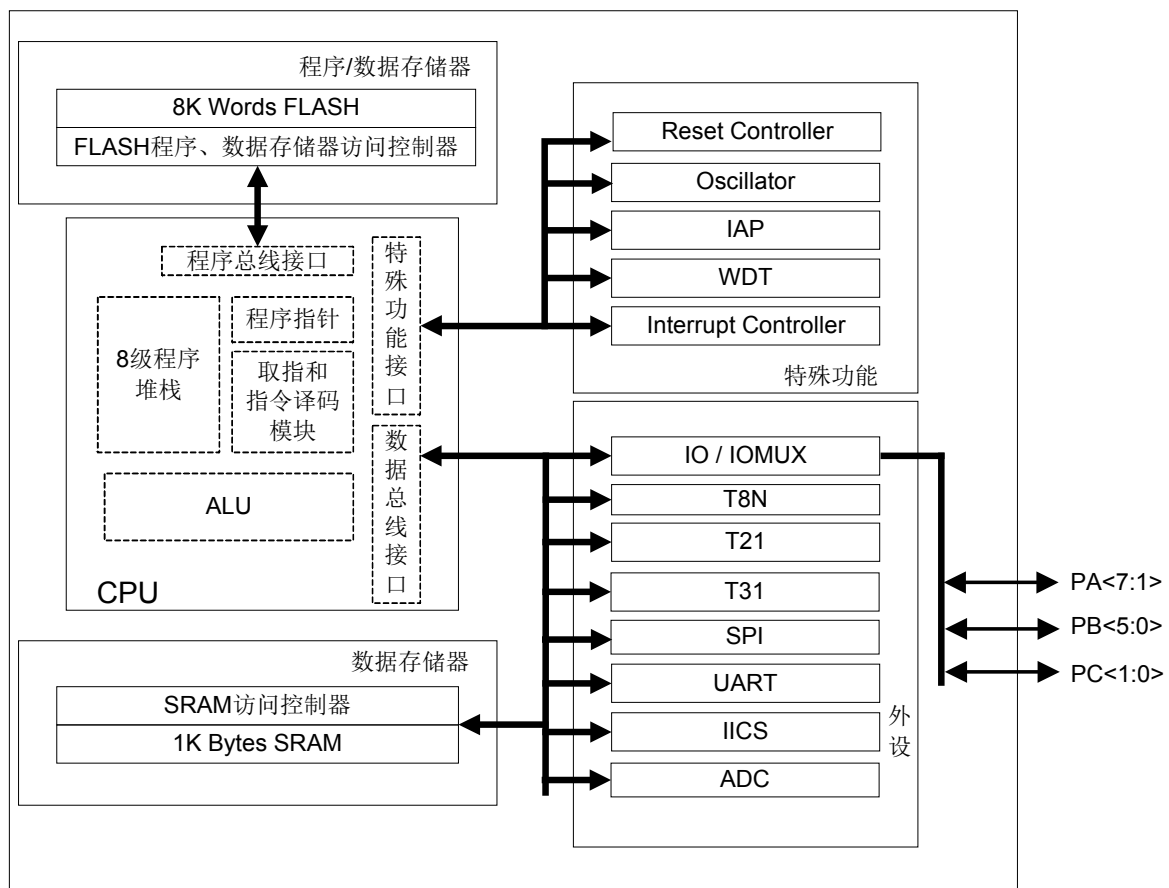 程序/数据存储器
8K Words FLASH
FLASH程序、数据存储器访问控制器
程序总线接口
特
殊
功
能
接
口
8级程序
堆栈
程序指针
取指和
指令译码
模块
ALU
数
据
总
线
接
口
CPU
数据存储器
SRAM访问控制器
1K Bytes SRAM
Reset Controller
Oscillator
IAP
WDT
Interrupt Controller
特殊功能
IO / IOMUX
T8N
T21
T31
SPI
UART
IICS
ADC
外
设
PA<7:1>
PB<5:0>
PC<1:0>